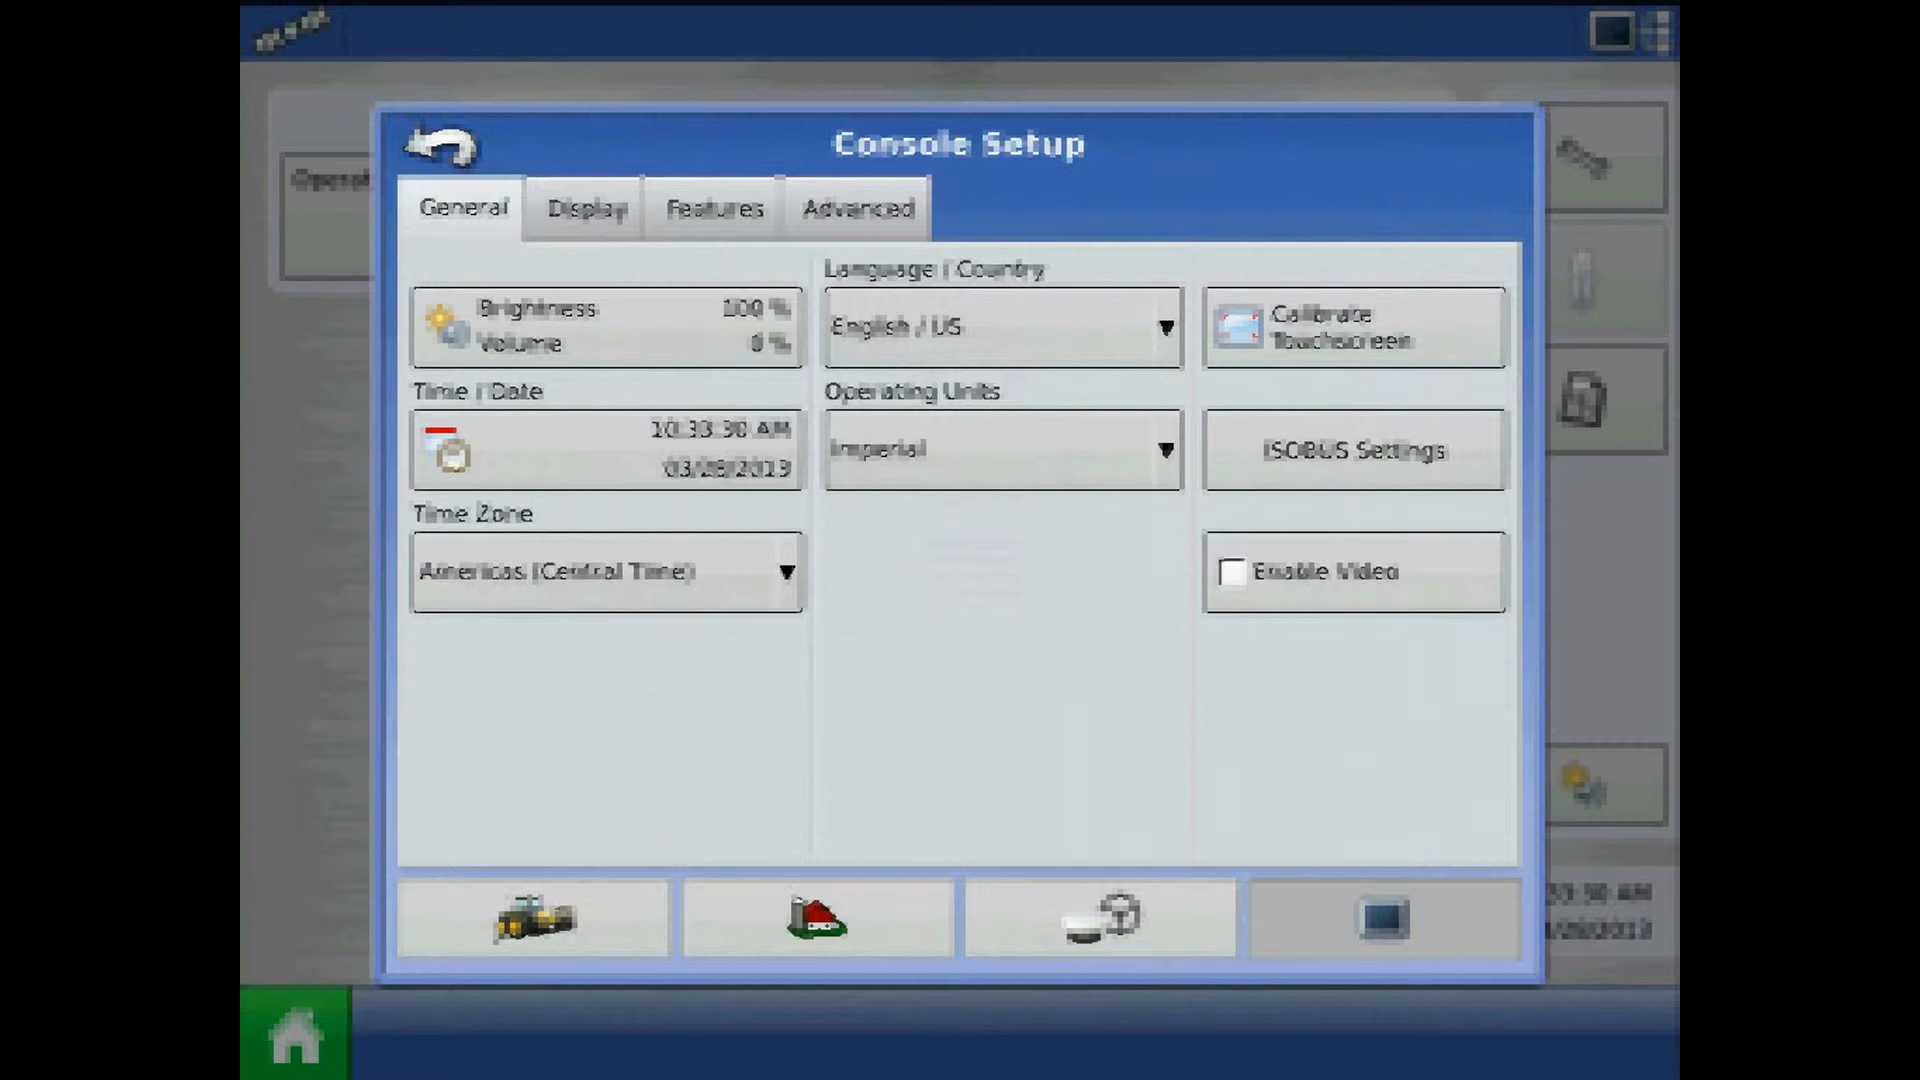 Console Setup
General
Display
Features
Advanced
Brightness 100 %
Volume 0 %
Language / Country
English / US
Calibrate
Touchscreen
Time / Date
10:33:30 AM
03/28/2013
Operating Units
Imperial
ISOBUS Settings
Time Zone
Americas (Central Time)
Enable Video